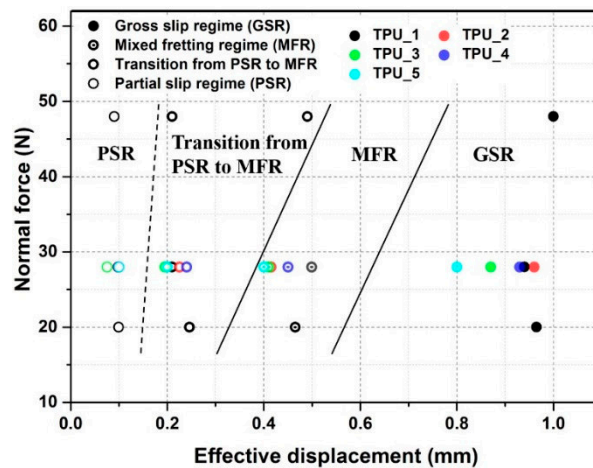 Gross slip regime (GSR)
Mixed fretting regime (MFR)
Transition from PSR to MFR
Partial slip regime (PSR)
TPU_1 TPU_2
TPU_3 TPU_4
TPU_5
PSR
Transition from
PSR to MFR
MFR
GSR
60
50
40
30
20
10
Normal force (N)
0.0 0.2 0.4 0.6 0.8 1.0
Effective displacement (mm)